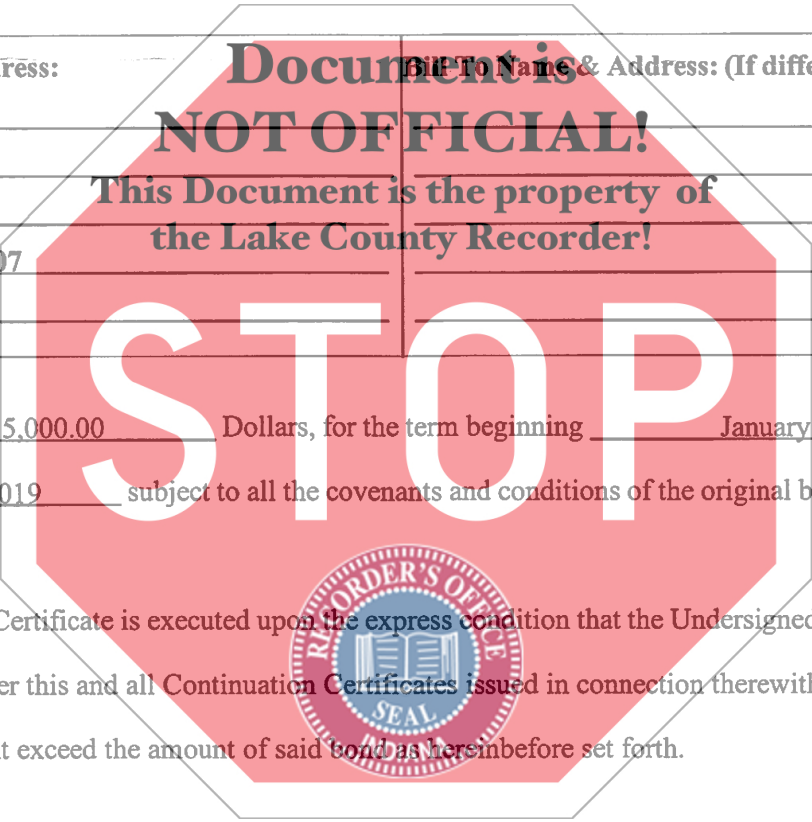 ress:
Bill To Name & Address: (If diffe
Document is
NOT OFFICIAL!
This Document is the property of
the Lake County Recorder!
07
STOP
5,000.00 Dollars, for the term beginning January
019 subject to all the covenants and conditions of the original b
RECORDER'S OFFICE
SEAL
INDIANA
Certificate is executed upon the express condition that the Undersigned
er this and all Continuation Certificates issued in connection therewith
t exceed the amount of said bond as hereinbefore set forth.